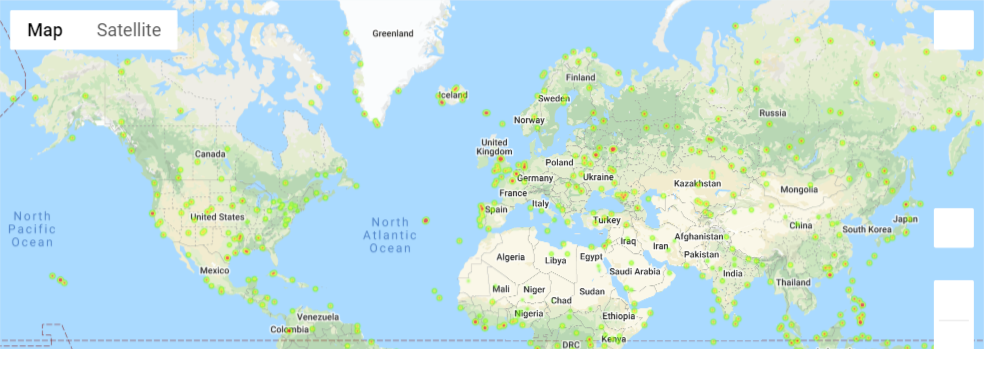 Map Satellite
Greenland
Iceland
Finland
Sweden
Norway
Russia
United
Kingdom
Canada
Poland
Germany
Ukraine
Kazakhstan
Mongolia
France
Spain
Italy
Turkey
North
Pacific
Ocean
United States
North
Atlantic
Ocean
Japan
South Korea
China
Afghanistan
Iraq
Iran
Pakistan
Algeria
Libya
Egypt
Saudi Arabia
India
Mexico
Mali
Niger
Chad
Sudan
Thailand
Nigeria
Ethiopia
Venezuela
Colombia
DRC
Kenya